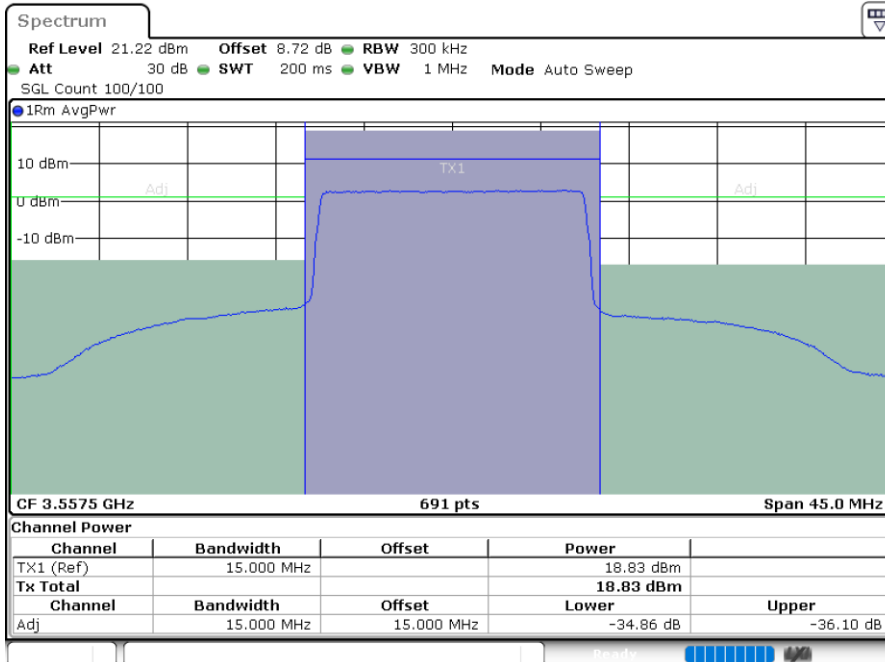 Spectrum
Ref Level 21.22 dBm Offset 8.72 dB RBW 300 kHz
Att 30 dB SWT 200 ms VBW 1 MHz Mode Auto Sweep
SGL Count 100/100
1Rm AvgPwr
10 dBm
TX1
Adj Adj
0 dBm
-10 dBm
CF 3.5575 GHz 691 pts Span 45.0 MHz
Channel Power
Channel Bandwidth Offset Power
TX1 (Ref) 15.000 MHz 18.83 dBm
Tx Total 18.83 dBm
Channel Bandwidth Offset Lower Upper
Adj 15.000 MHz 15.000 MHz -34.86 dB -36.10 dB
Ready